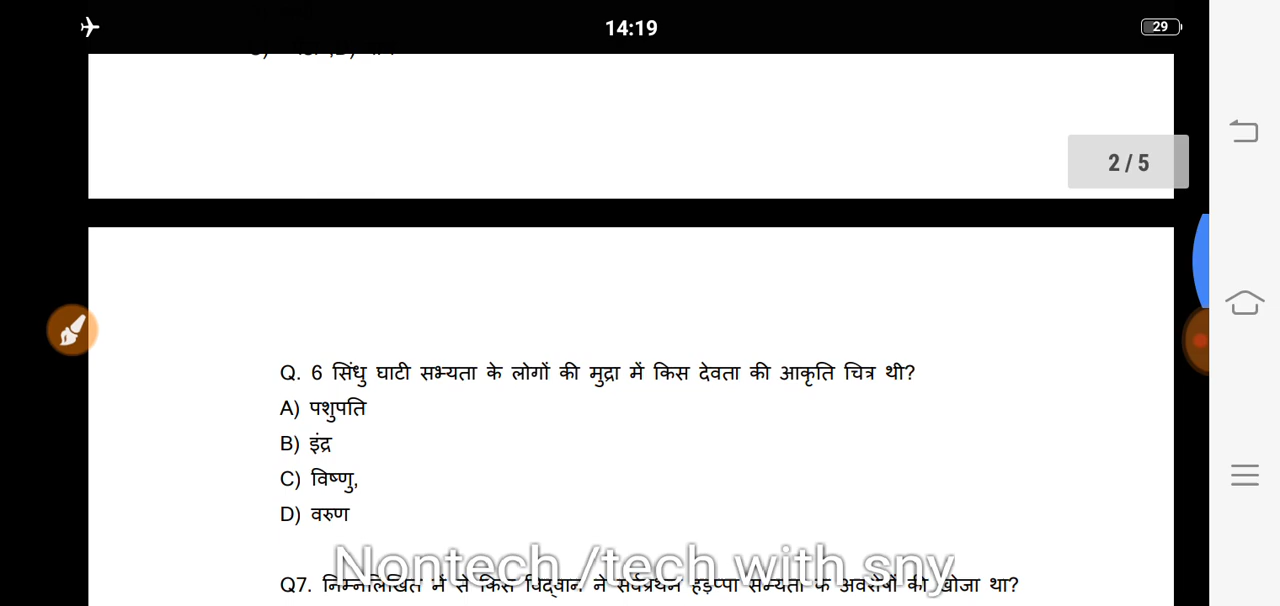 14:19
29
2 / 5
Q. 6 सिंधु घाटी सभ्यता के लोगों की मुद्रा में किस देवता की आकृति चित्र थी?
A) पशुपति
B) इंद्र
C) विष्णु,
D) वरुण
Nontech /tech with sny
Q7. निम्नलिखित में से किस विद्वान ने सर्वप्रथम हड़प्पा सभ्यता के अवशेषों की खोजा था?